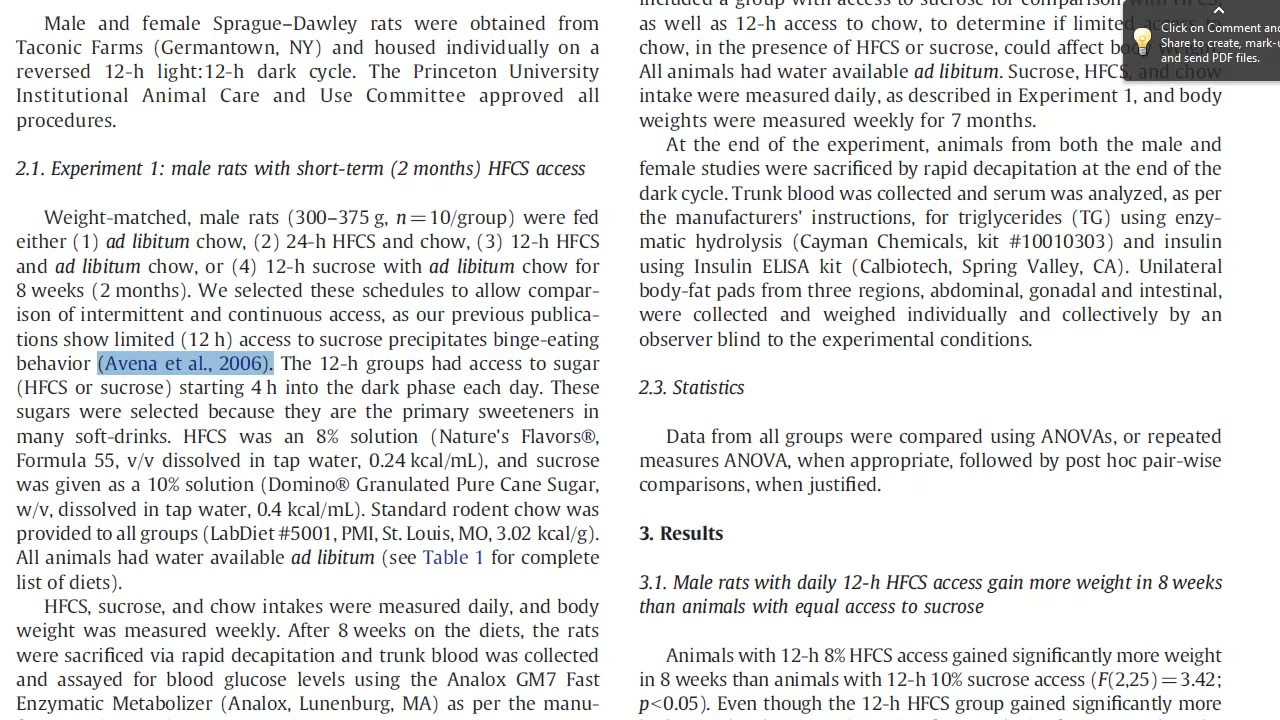 Male and female Sprague–Dawley rats were obtained from
Taconic Farms (Germantown, NY) and housed individually on a
reversed 12-h light:12-h dark cycle. The Princeton University
Institutional Animal Care and Use Committee approved all
procedures.
2.1. Experiment 1: male rats with short-term (2 months) HFCS access
Weight-matched, male rats (300–375 g, n=10/group) were fed
either (1) ad libitum chow, (2) 24-h HFCS and chow, (3) 12-h HFCS
and ad libitum chow, or (4) 12-h sucrose with ad libitum chow for
8 weeks (2 months). We selected these schedules to allow compar-
ison of intermittent and continuous access, as our previous publica-
tions show limited (12 h) access to sucrose precipitates binge-eating
behavior (Avena et al., 2006). The 12-h groups had access to sugar
(HFCS or sucrose) starting 4 h into the dark phase each day. These
sugars were selected because they are the primary sweeteners in
many soft-drinks. HFCS was an 8% solution (Nature's Flavors®,
Formula 55, v/v dissolved in tap water, 0.24 kcal/mL), and sucrose
was given as a 10% solution (Domino® Granulated Pure Cane Sugar,
w/v, dissolved in tap water, 0.4 kcal/mL). Standard rodent chow was
provided to all groups (LabDiet #5001, PMI, St. Louis, MO, 3.02 kcal/g).
All animals had water available ad libitum (see Table 1 for complete
list of diets).
HFCS, sucrose, and chow intakes were measured daily, and body
weight was measured weekly. After 8 weeks on the diets, the rats
were sacrificed via rapid decapitation and trunk blood was collected
and assayed for blood glucose levels using the Analox GM7 Fast
Enzymatic Metabolizer (Analox, Lunenburg, MA) as per the manu-
included a group with access to sucrose for comparison with HFCS,
as well as 12-h access to chow, to determine if limited access to
chow, in the presence of HFCS or sucrose, could affect body
All animals had water available ad libitum. Sucrose, HFCS, and chow
intake were measured daily, as described in Experiment 1, and body
weights were measured weekly for 7 months.
At the end of the experiment, animals from both the male and
female studies were sacrificed by rapid decapitation at the end of the
dark cycle. Trunk blood was collected and serum was analyzed, as per
the manufacturers' instructions, for triglycerides (TG) using enzy-
matic hydrolysis (Cayman Chemicals, kit #10010303) and insulin
using Insulin ELISA kit (Calbiotech, Spring Valley, CA). Unilateral
body-fat pads from three regions, abdominal, gonadal and intestinal,
were collected and weighed individually and collectively by an
observer blind to the experimental conditions.
2.3. Statistics
Data from all groups were compared using ANOVAs, or repeated
measures ANOVA, when appropriate, followed by post hoc pair-wise
comparisons, when justified.
3. Results
3.1. Male rats with daily 12-h HFCS access gain more weight in 8 weeks
than animals with equal access to sucrose
Animals with 12-h 8% HFCS access gained significantly more weight
in 8 weeks than animals with 12-h 10% sucrose access (F(2,25)=3.42;
p<0.05). Even though the 12-h HFCS group gained significantly more
Click on Comment and
Share to create, mark-u
and send PDF files.